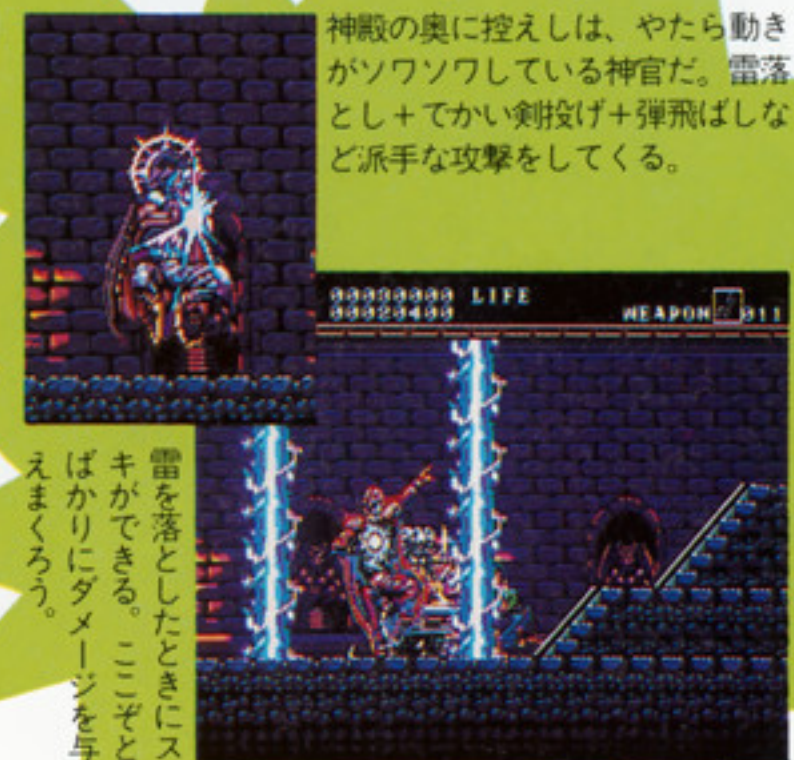 神殿の奥に控えしは、やたら動き
がソワソワしている神官だ。雷落
とし＋でかい剣投げ＋弾飛ばしな
ど派手な攻撃をしてくる。
00030000 LIFE
00020400
WEAPON 011
雷を落としたときにス
キができる。ここぞと
ばかりにダメージを与
えまくろう。